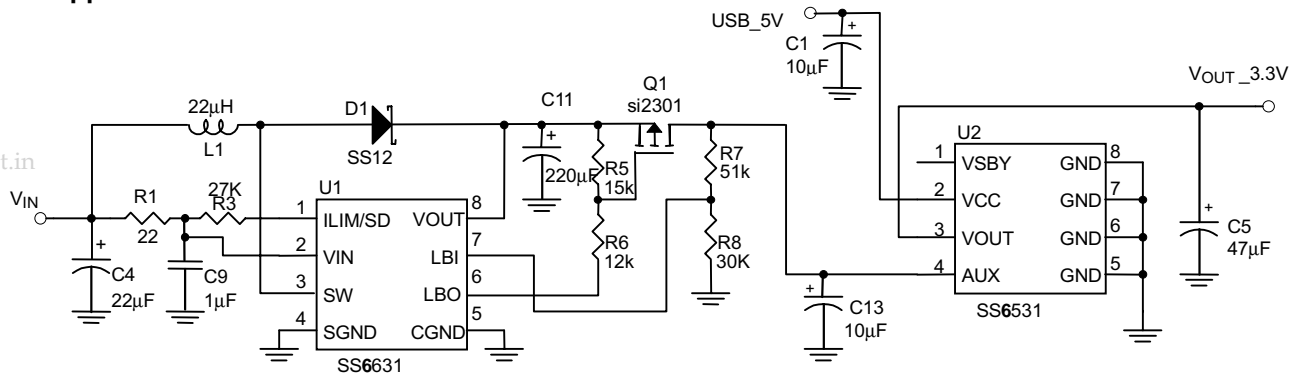 USB_5V
C1
+
10µF
VOUT _3.3V
Q1
si2301
22µH
L1
D1
SS12
C11
+
220µF
R5
15k
R7
51k
U2
1
VSBY
GND
8
2
VCC
GND
7
3
VOUT
GND
6
4
AUX
GND
5
SS6531
+
C5
47µF
t.in
VIN
R1
22
27K
R3
U1
1
ILIM/SD
VOUT
8
2
VIN
LBI
7
3
SW
LBO
6
4
SGND
CGND
5
SS6631
+
C4
22µF
C9
1µF
R6
12k
R8
30K
+
C13
10µF